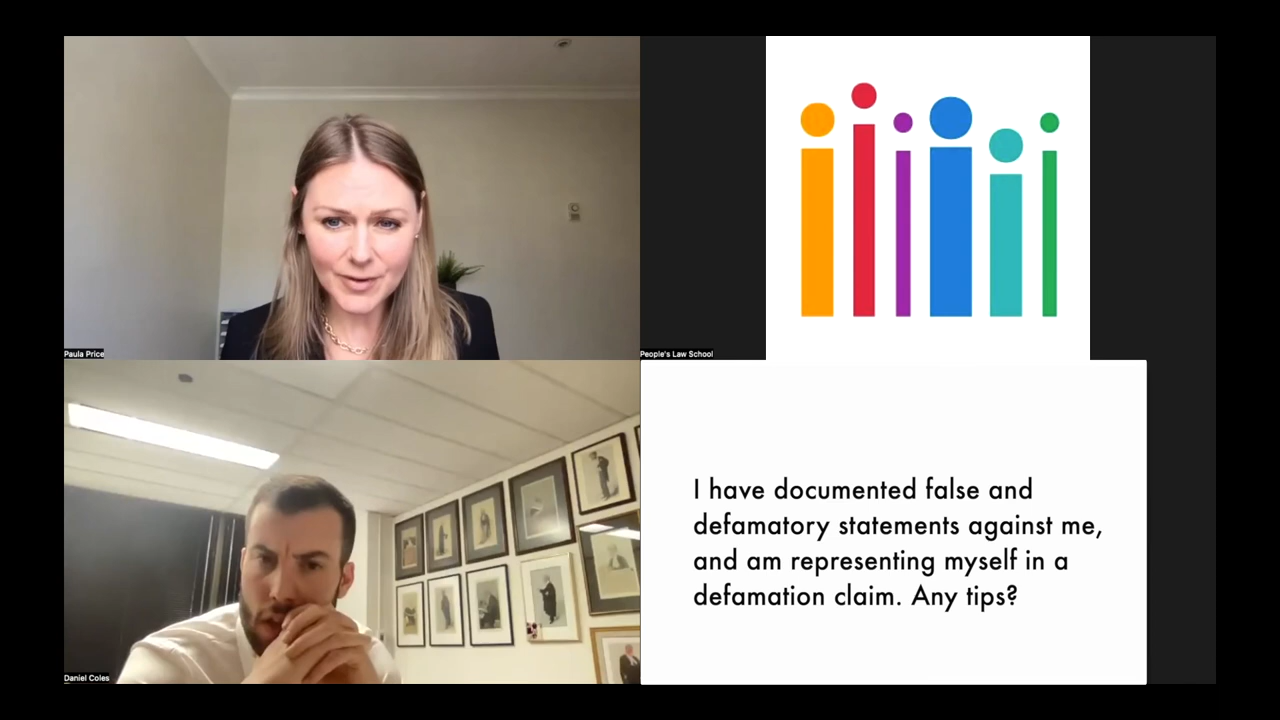 Paula Price
People's Law School
Daniel Coles
I have documented false and
defamatory statements against me,
and am representing myself in a
defamation claim. Any tips?